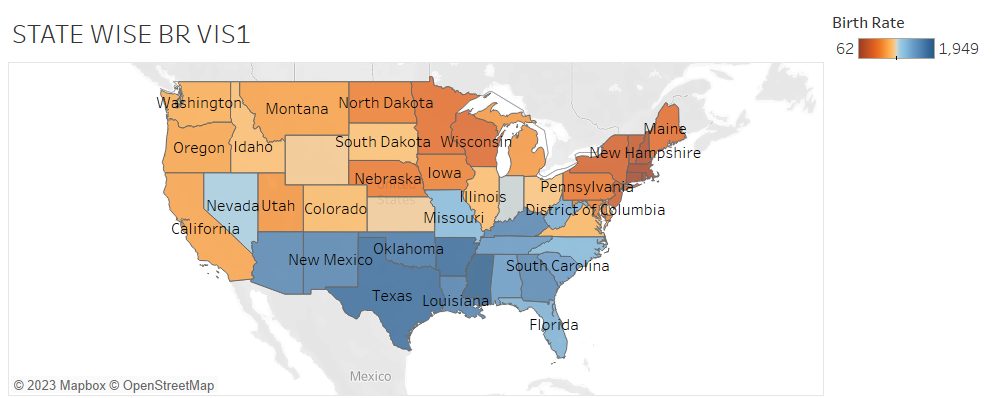 STATE WISE BR VIS1
Birth Rate
62
1,949
Washington
Montana
North Dakota
Maine
Oregon
Idaho
South Dakota
Wisconsin
New Hampshire
Nebraska
Iowa
Pennsylvania
United
States
Nevada
Utah
Colorado
Illinois
Missouri
District of Columbia
California
New Mexico
Oklahoma
South Carolina
Texas
Louisiana
Florida
Mexico
© 2023 Mapbox © OpenStreetMap